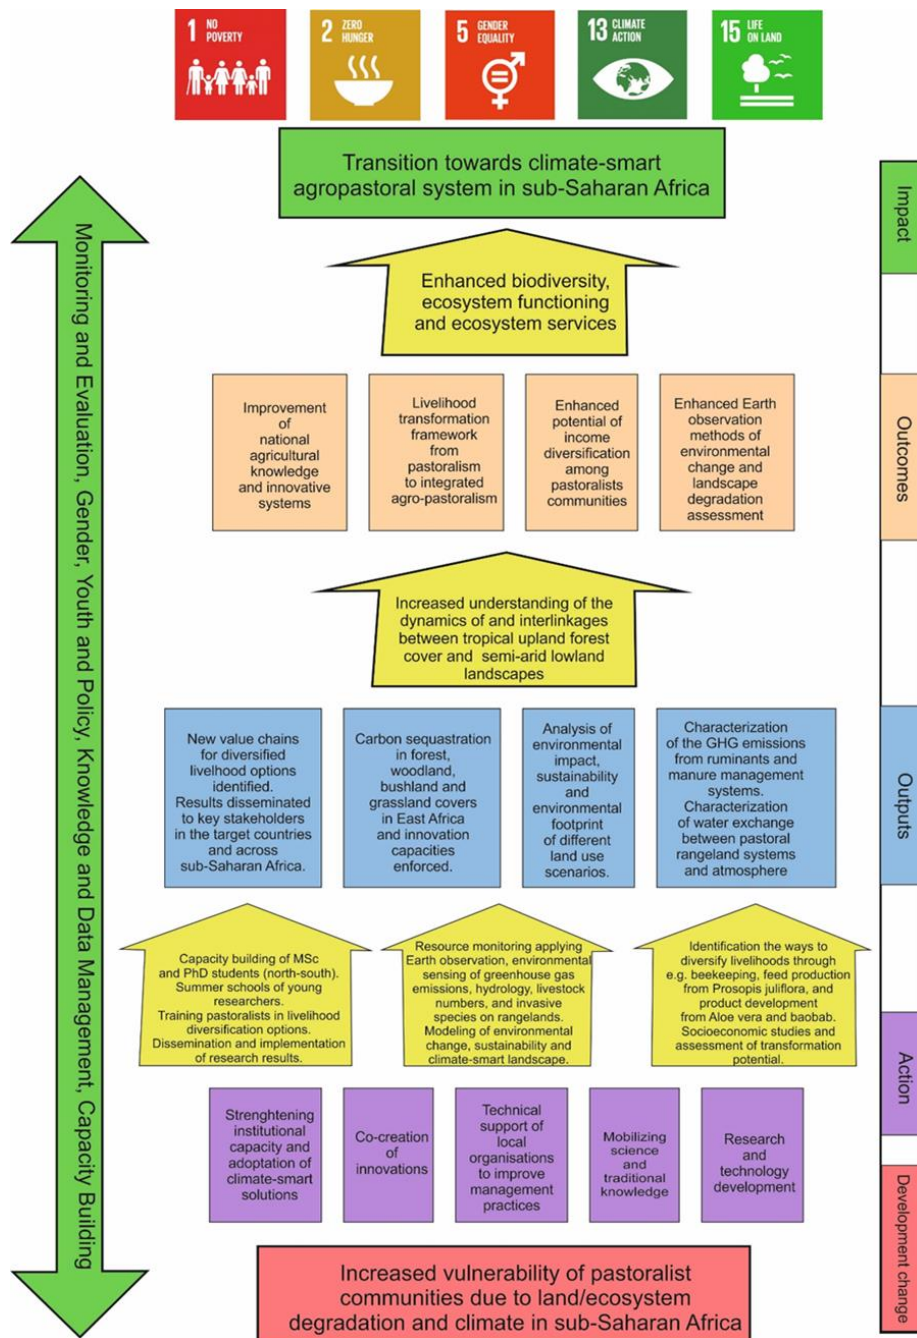 1 NO
POVERTY
2 ZERO
HUNGER
5 GENDER
EQUALITY
13 CLIMATE
ACTION
15 LIFE
ON LAND
Transition towards climate-smart
agropastoral system in sub-Saharan Africa
Enhanced biodiversity,
ecosystem functioning
and ecosystem services
Improvement
of
national
agricultural
knowledge
and innovative
systems
Livelihood
transformation
framework
from
pastoralism
to integrated
agro-pastoralism
Enhanced
potential of
income
diversification
among
pastoralists
communities
Enhanced Earth
observation
methods of
environmental
change and
landscape
degradation
assessment
Increased understanding of the
dynamics of and interlinkages
between tropical upland forest
cover and semi-arid lowland
landscapes
New value chains
for diversified
livelhood options
identified.
Results disseminated
to key stakeholders
in the target countries
and across
sub-Saharan Africa.
Carbon sequastration
in forest,
woodland,
bushland and
grassland covers
in East Africa
and innovation
capacities
enforced.
Analysis of
environmental
impact,
sustainability
and
environmental
footprint
of different
land use
scenarios.
Characterization
of the GHG emissions
from ruminants and
manure management
systems.
Characterization
of water exchange
between pastoral
rangeland systems
and atmosphere
Capacity building of MSc
and PhD students (north-south).
Summer schools of young
researchers.
Training pastoralists in livelihood
diversification options.
Dissemination and implementation
of research results.
Resource monitoring applying
Earth observation, environmental
sensing of greenhouse gas
emissions, hydrology, livestock
numbers, and invasive
species on rangelands.
Modeling of environmental
change, sustainability and
climate-smart landscape.
Identification the ways to
diversify livelihoods through
e.g. beekeeping, feed production
from Prosopis juliflora, and
product development
from Aloe vera and baobab.
Socioeconomic studies and
assessment of transformation
potential.
Strenghtening
institutional
capacity and
adoptation of
climate-smart
solutions
Co-creation
of
innovations
Technical
support of
local
organisations
to improve
management
practices
Mobilizing
science
and
traditional
knowledge
Research
and
technology
development
Increased vulnerability of pastoralist
communities due to land/ecosystem
degradation and climate in sub-Saharan Africa
Monitoring and Evaluation, Gender, Youth and Policy, Knowledge and Data Management, Capacity Building
Impact
Outcomes
Outputs
Action
Development change